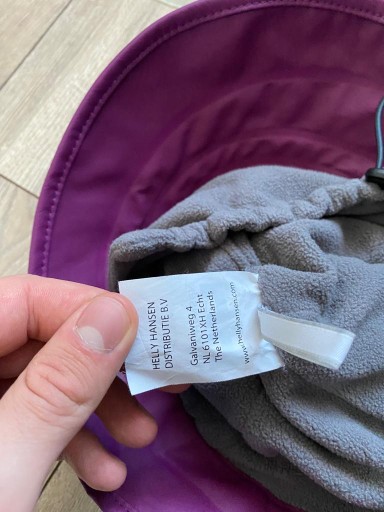 HELLY HANSEN
DISTRIBUTIE B.V
Galvaniweg 4
NL 6101XH Echt
The Netherlands
www.hellyhansen.com